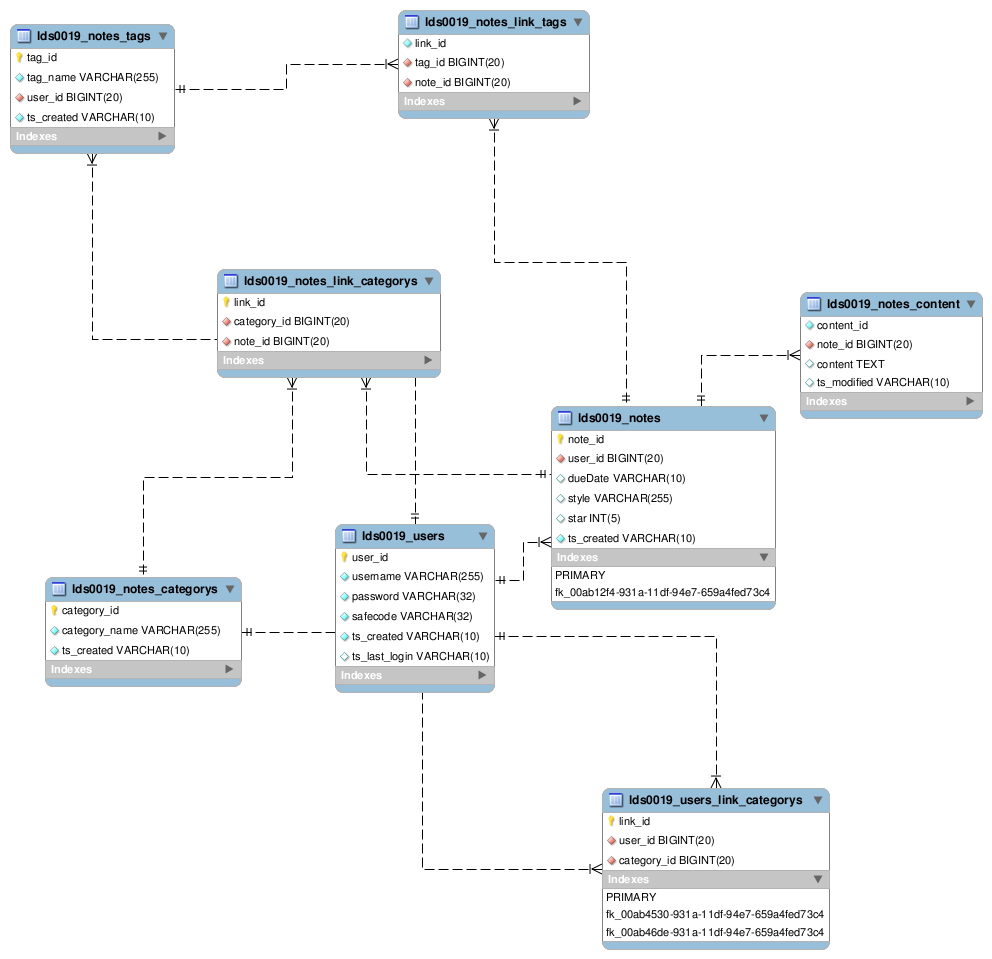 lds0019_notes_tags
tag_id
tag_name VARCHAR(255)
user_id BIGINT(20)
ts_created VARCHAR(10)
Indexes
lds0019_notes_link_tags
link_id
tag_id BIGINT(20)
note_id BIGINT(20)
Indexes
lds0019_notes_link_categorys
link_id
category_id BIGINT(20)
note_id BIGINT(20)
Indexes
lds0019_notes_content
content_id
note_id BIGINT(20)
content TEXT
ts_modified VARCHAR(10)
Indexes
lds0019_notes
note_id
user_id BIGINT(20)
dueDate VARCHAR(10)
style VARCHAR(255)
star INT(5)
ts_created VARCHAR(10)
Indexes
PRIMARY
fk_00ab12f4-931a-11df-94e7-659a4fed73c4
lds0019_users
user_id
username VARCHAR(255)
password VARCHAR(32)
safecode VARCHAR(32)
ts_created VARCHAR(10)
ts_last_login VARCHAR(10)
Indexes
lds0019_notes_categorys
category_id
category_name VARCHAR(255)
ts_created VARCHAR(10)
Indexes
lds0019_users_link_categorys
link_id
user_id BIGINT(20)
category_id BIGINT(20)
Indexes
PRIMARY
fk_00ab4530-931a-11df-94e7-659a4fed73c4
fk_00ab46de-931a-11df-94e7-659a4fed73c4